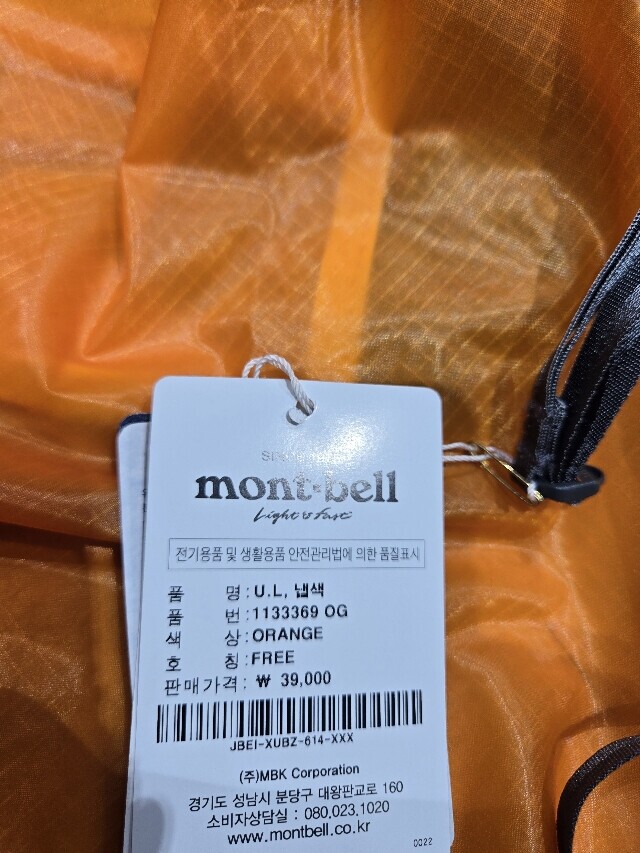 mont-bell
Light & Fast
전기용품 및 생활용품 안전관리법에 의한 품질표시
품 명 : U.L, 냅색
품 번 : 1133369 OG
색 상 : ORANGE
호 칭 : FREE
판매가격 : ₩ 39,000
JBEI-XUBZ-614-XXX
(주)MBK Corporation
경기도 성남시 분당구 대왕판교로 160
소비자상담실 : 080.023.1020
www.montbell.co.kr
0022